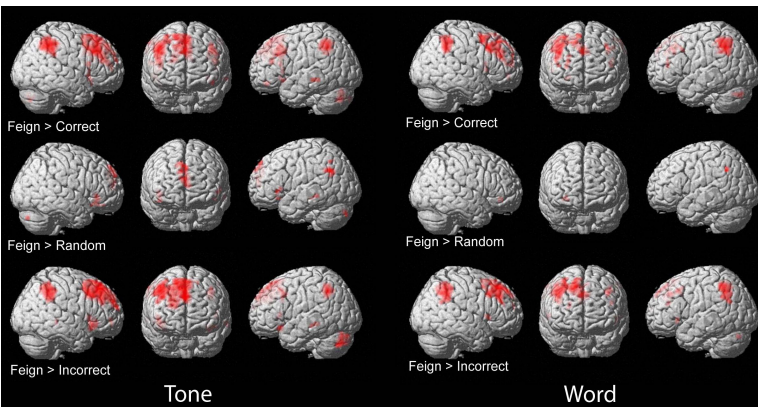 Feign > Correct
Feign > Correct
Feign > Random
Feign > Random
Feign > Incorrect
Feign > Incorrect
Tone
Word